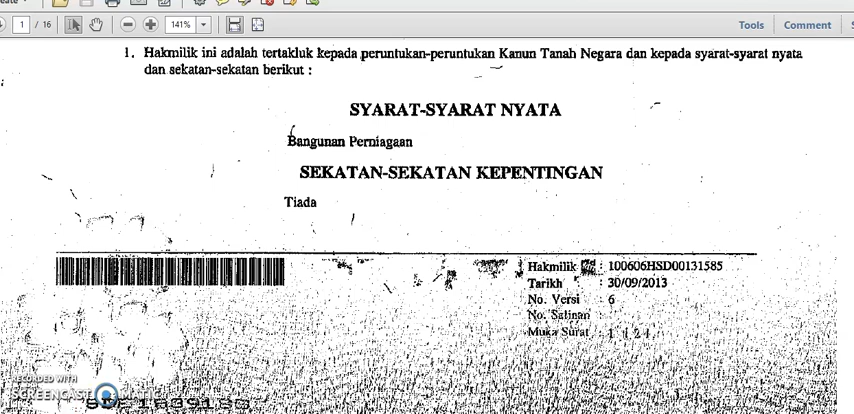 1 / 16
141%
Tools
Comment
1. Hakmilik ini adalah tertakluk kepada peruntukan-peruntukan Kanun Tanah Negara dan kepada syarat-syarat nyata
dan sekatan-sekatan berikut :
SYARAT-SYARAT NYATA
Bangunan Perniagaan
SEKATAN-SEKATAN KEPENTINGAN
Tiada
Hakmilik : 100606HSD00131585
Tarikh : 30/09/2013
No. Versi : 6
No. Salinan :
Muka Surat :
RECORDED WITH
SCREENCAST MATIC